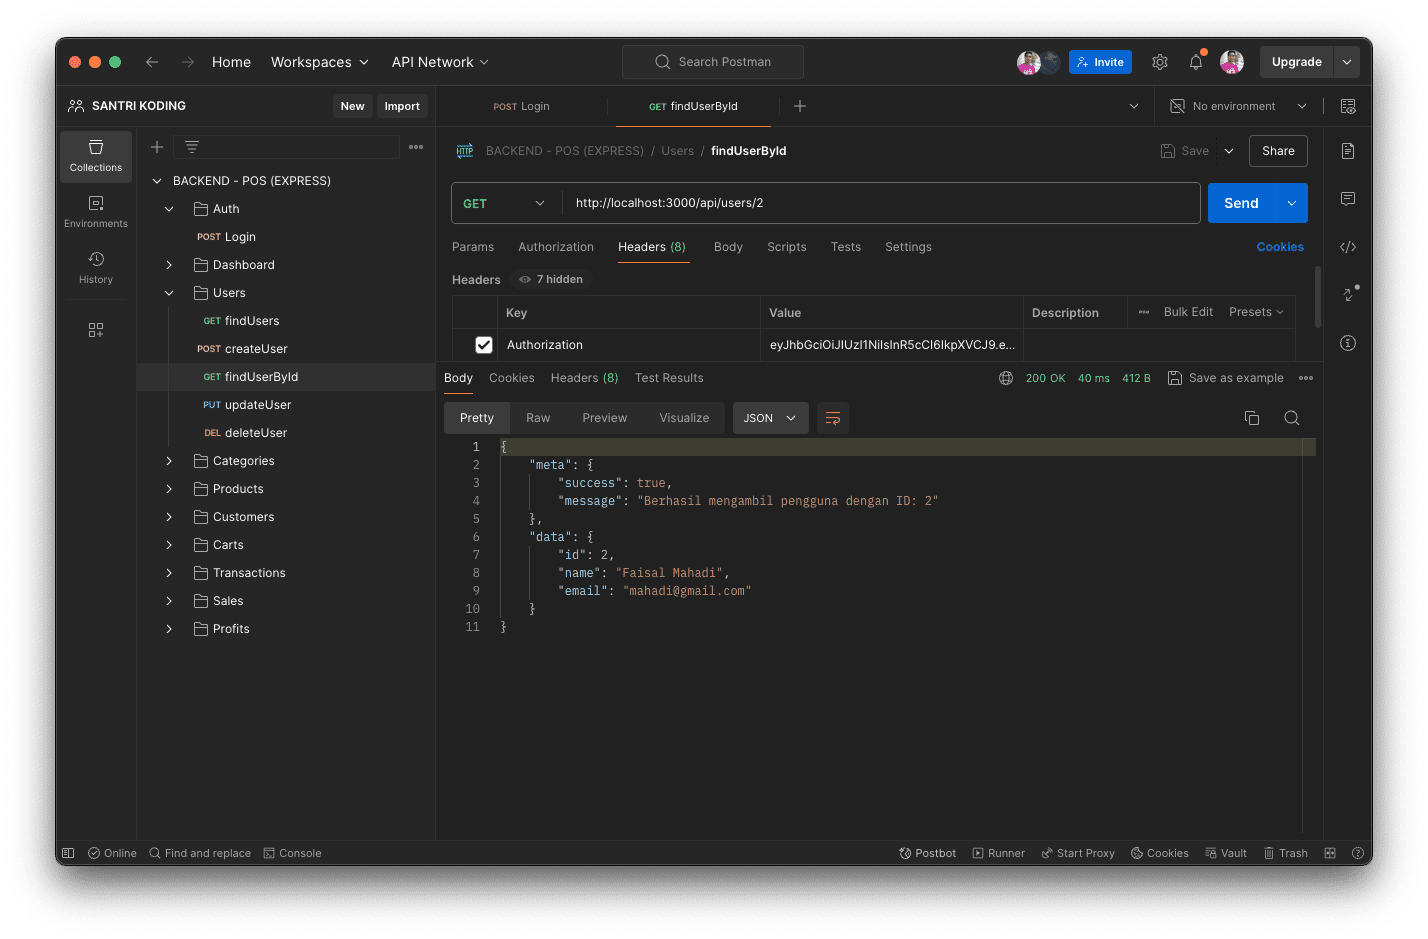 Home Workspaces API Network Search Postman Invite Upgrade
SANTRI KODING New Import POST Login GET findUserById No environment
Collections
Environments
History
BACKEND - POS (EXPRESS)
Auth
POST Login
Dashboard
Users
GET findUsers
POST createUser
GET findUserById
PUT updateUser
DEL deleteUser
Categories
Products
Customers
Carts
Transactions
Sales
Profits
HTTP BACKEND - POS (EXPRESS) / Users / findUserById Save Share
GET http://localhost:3000/api/users/2 Send
Params Authorization Headers (8) Body Scripts Tests Settings Cookies
Headers 7 hidden
Key Value Description Bulk Edit Presets
Authorization eyJhbGciOiJIUzI1NiIsInR5cCI6IkpXVCJ9.e...
Body Cookies Headers (8) Test Results 200 OK 40 ms 412 B Save as example
Pretty Raw Preview Visualize JSON
1 {
2 "meta": {
3 "success": true,
4 "message": "Berhasil mengambil pengguna dengan ID: 2"
5 },
6 "data": {
7 "id": 2,
8 "name": "Faisal Mahadi",
9 "email": "mahadi@gmail.com"
10 }
11 }
Online Find and replace Console Postbot Runner Start Proxy Cookies Vault Trash